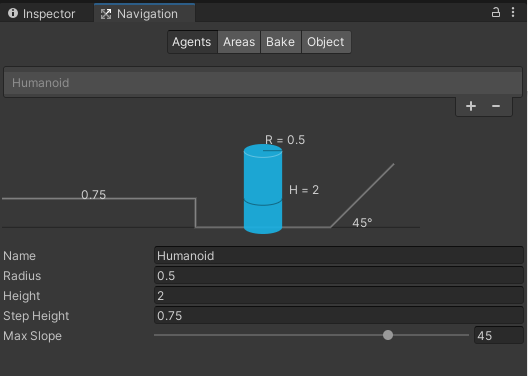 Inspector Navigation
Agents Areas Bake Object
Humanoid
+ −
R = 0.5
H = 2
0.75
45°
Name Humanoid
Radius 0.5
Height 2
Step Height 0.75
Max Slope 45